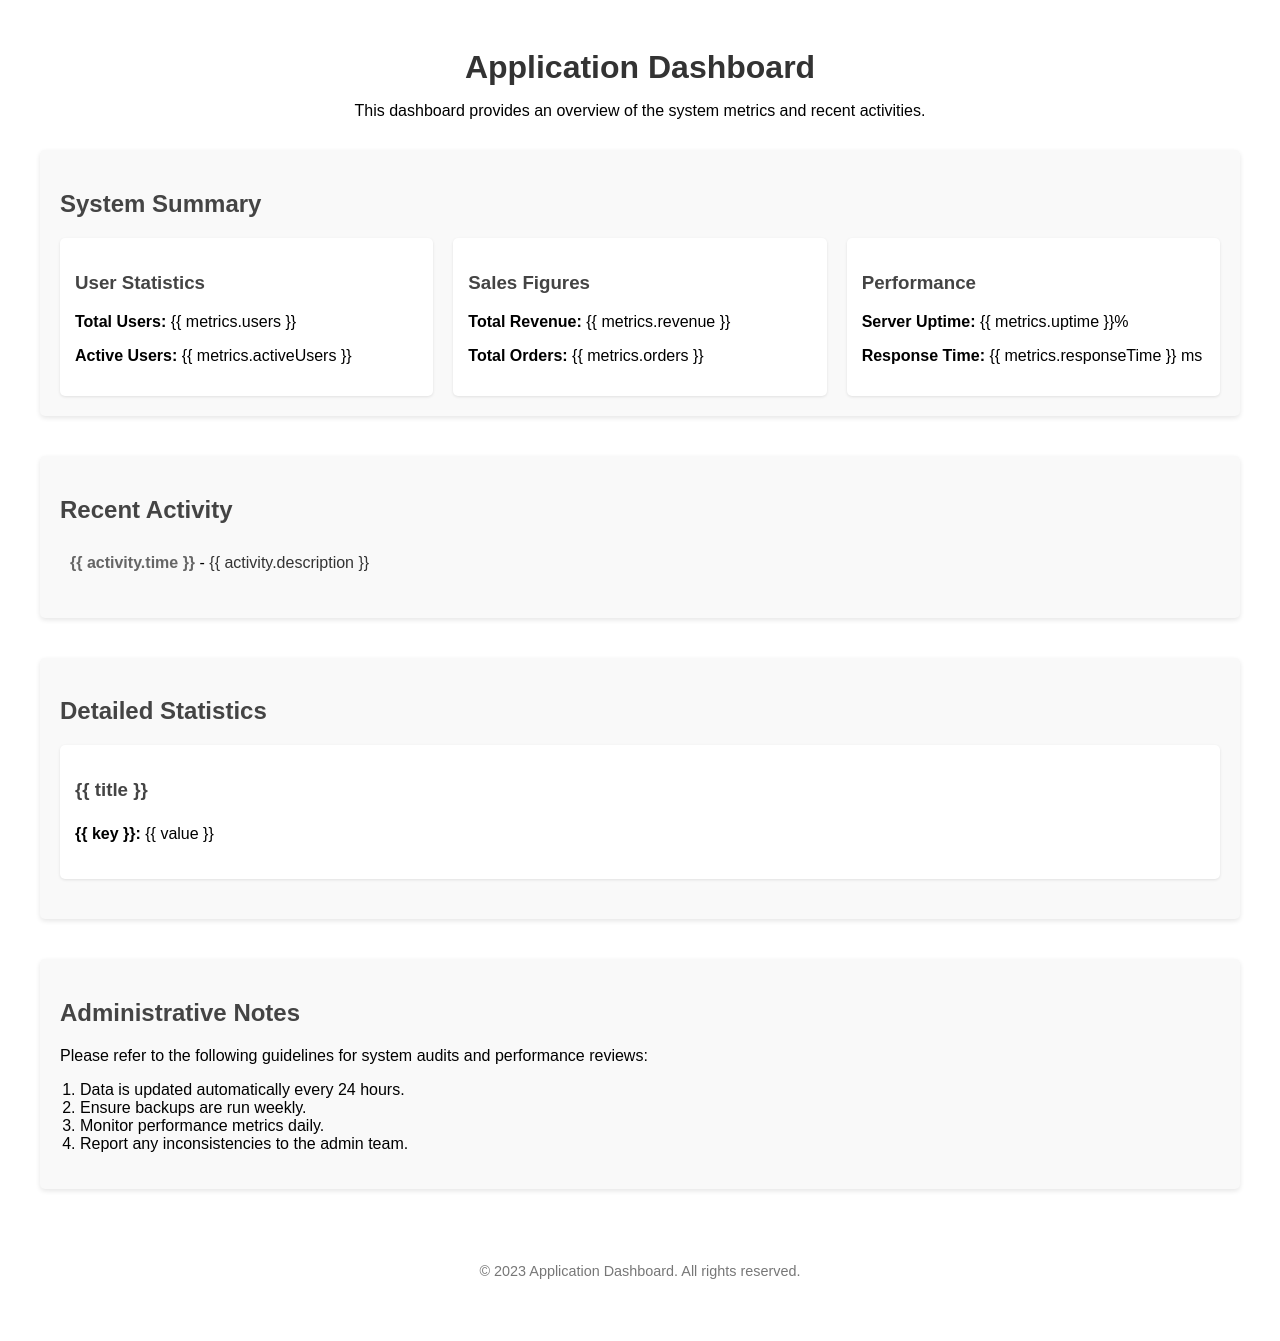 Application Dashboard
This dashboard provides an overview of the system metrics and recent activities.
System Summary
User Statistics
Total Users: {{ metrics.users }}
Active Users: {{ metrics.activeUsers }}
Sales Figures
Total Revenue: {{ metrics.revenue }}
Total Orders: {{ metrics.orders }}
Performance
Server Uptime: {{ metrics.uptime }}%
Response Time: {{ metrics.responseTime }} ms
Recent Activity
{{ activity.time }} - {{ activity.description }}
Detailed Statistics
{{ title }}
{{ key }}: {{ value }}
Administrative Notes
Please refer to the following guidelines for system audits and performance reviews:
1. Data is updated automatically every 24 hours.
2. Ensure backups are run weekly.
3. Monitor performance metrics daily.
4. Report any inconsistencies to the admin team.
© 2023 Application Dashboard. All rights reserved.